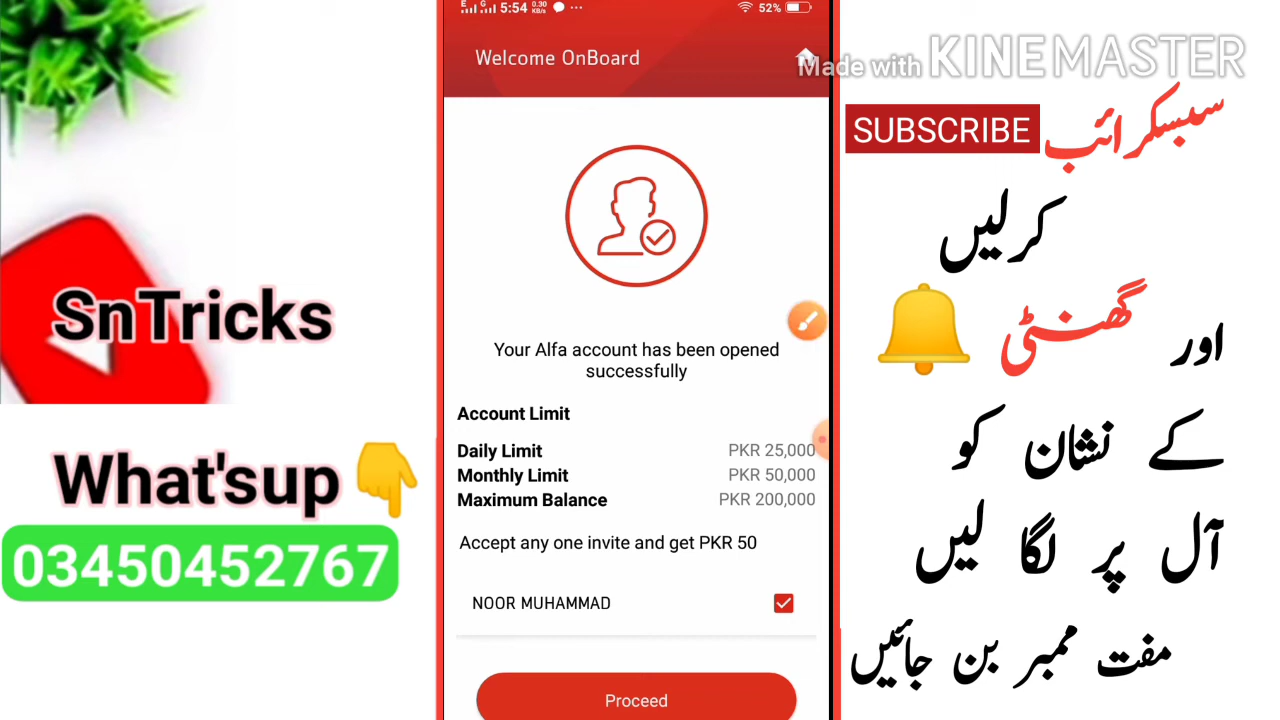 5:54 0.30 KB/s
52%
Welcome OnBoard
Made with KINEMASTER
SnTricks
What'sup
03450452767
Your Alfa account has been opened
successfully
Account Limit
Daily Limit PKR 25,000
Monthly Limit PKR 50,000
Maximum Balance PKR 200,000
Accept any one invite and get PKR 50
NOOR MUHAMMAD
Proceed
SUBSCRIBE سبسکرائب
کرلیں
اور گھنٹی
کے نشان کو
آل پر لگا لیں
مفت ممبر بن جائیں